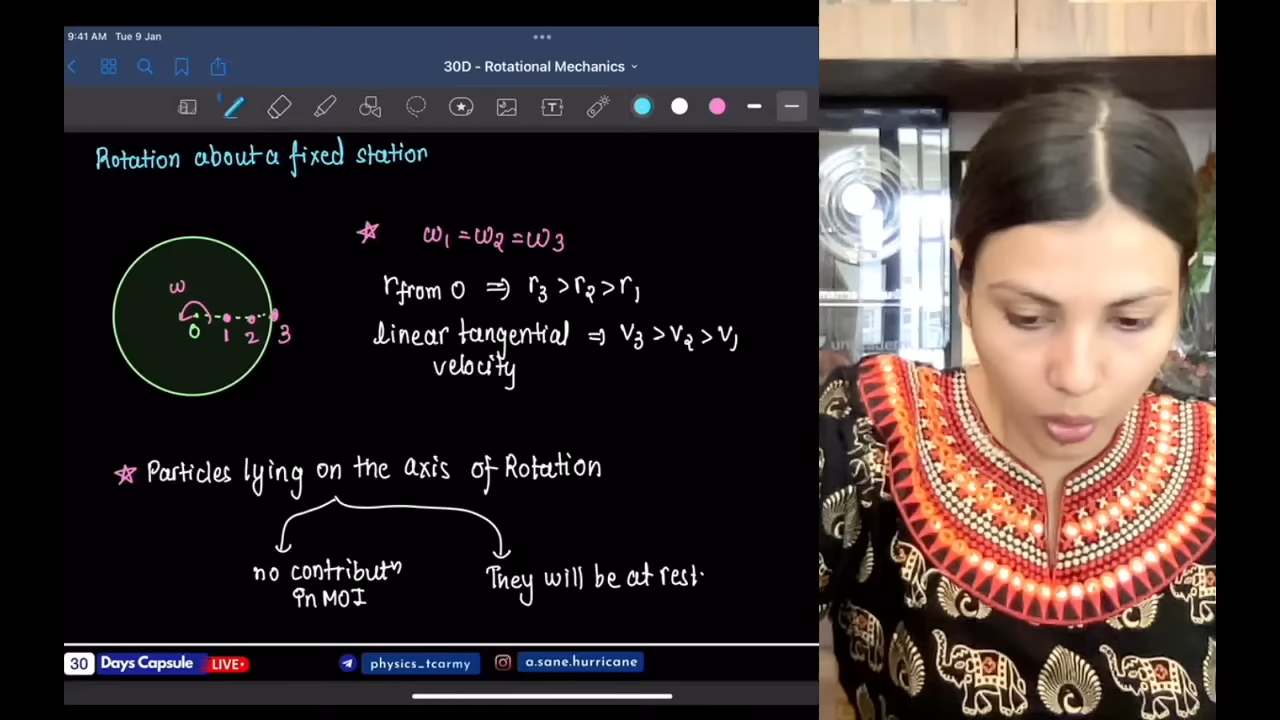 9:41 AM Tue 9 Jan
30D - Rotational Mechanics
Rotation about a fixed station
☆ ω₁ = ω₂ = ω₃
r from 0 ⇒ r₃ > r₂ > r₁
linear tangential ⇒ v₃ > v₂ > v₁
velocity
ω
0 1 2 3
☆ Particles lying on the axis of Rotation
no contributⁿ
in MOI
They will be at rest.
30 Days Capsule LIVE
physics_tcarmy
a.sane.hurricane